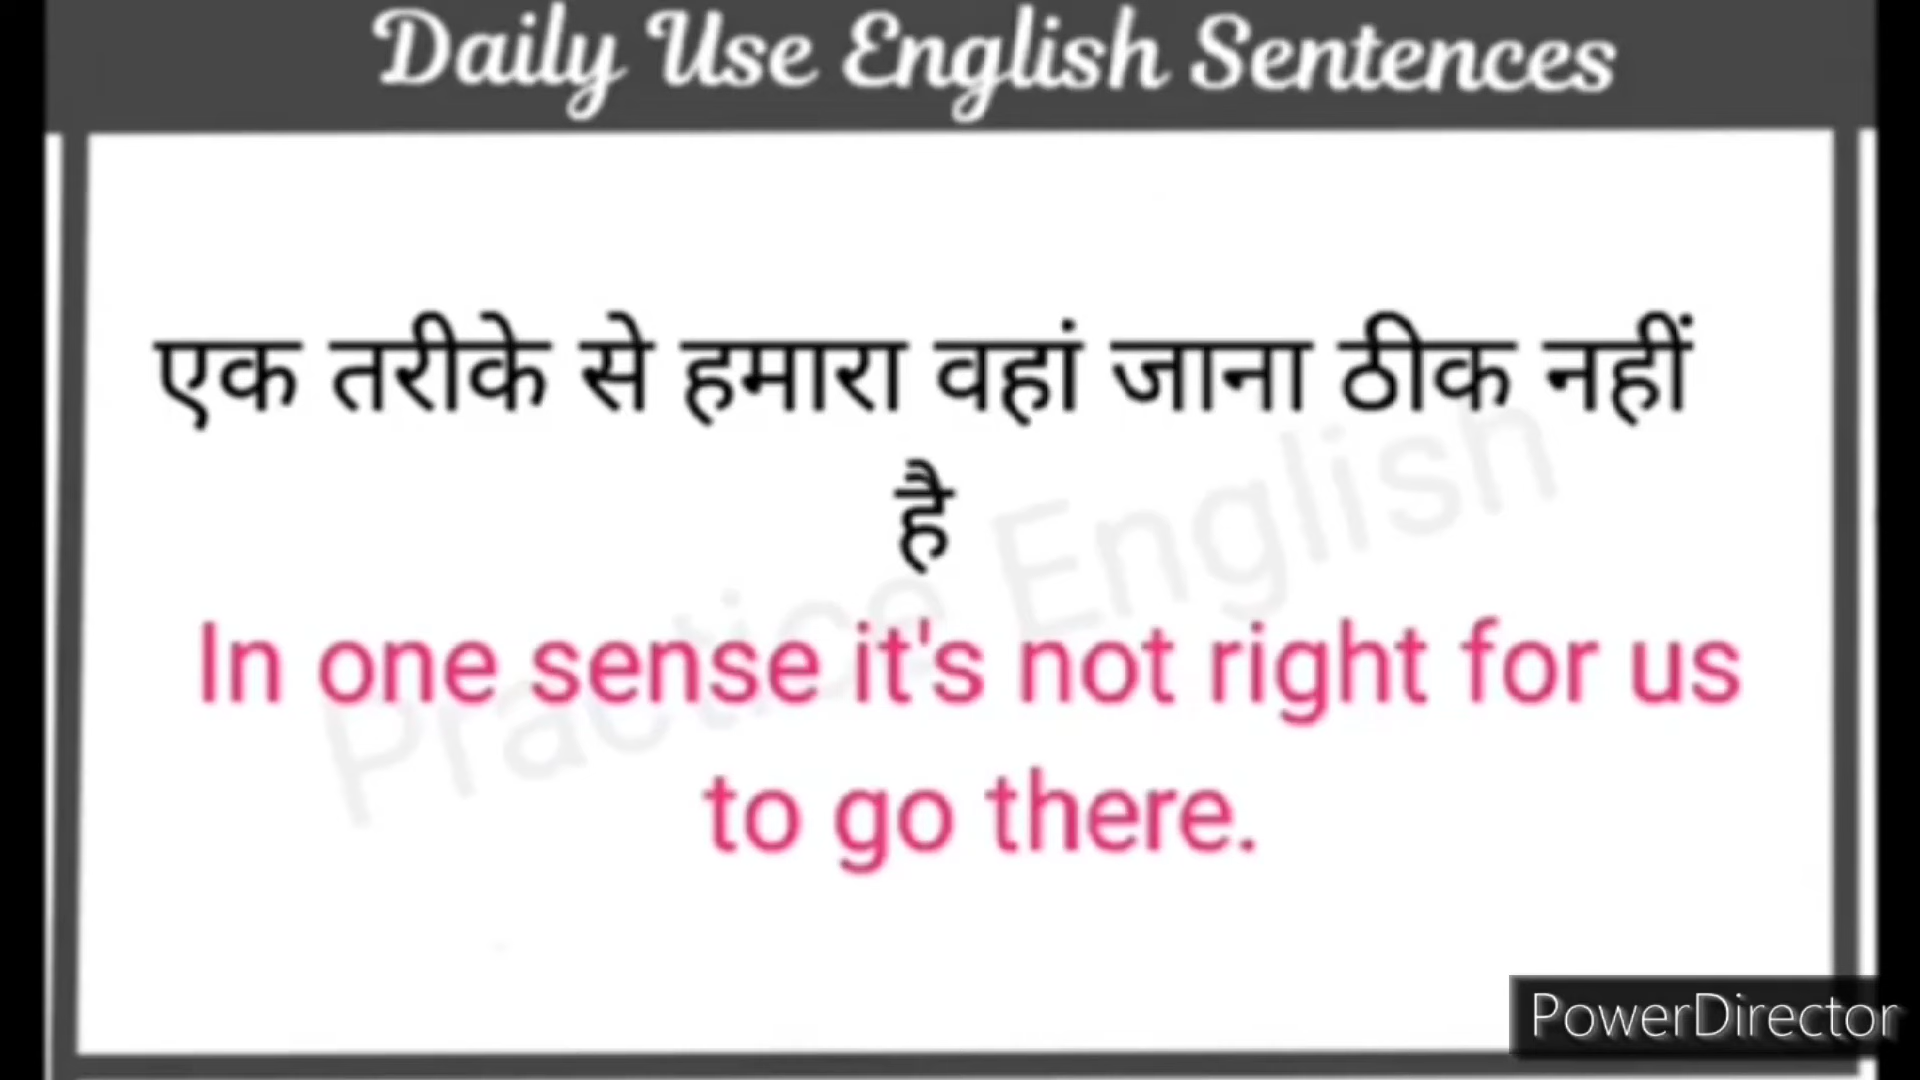 Daily Use English Sentences
एक तरीके से हमारा वहां जाना ठीक नहीं
है
Practice English
In one sense it's not right for us
to go there.
PowerDirector